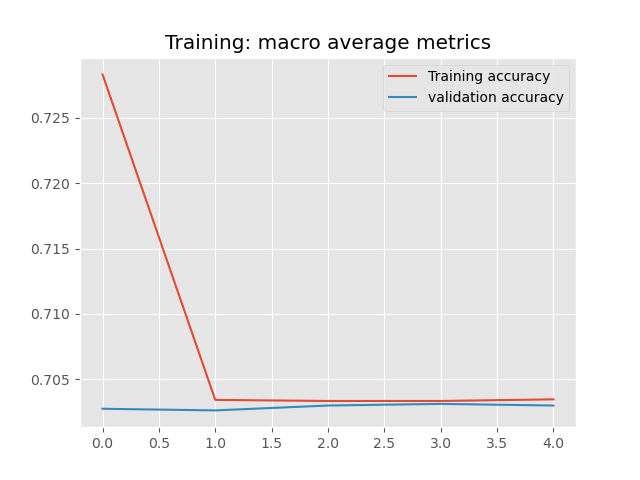 Training: macro average metrics
Training accuracy
validation accuracy
0.725
0.720
0.715
0.710
0.705
0.0 0.5 1.0 1.5 2.0 2.5 3.0 3.5 4.0